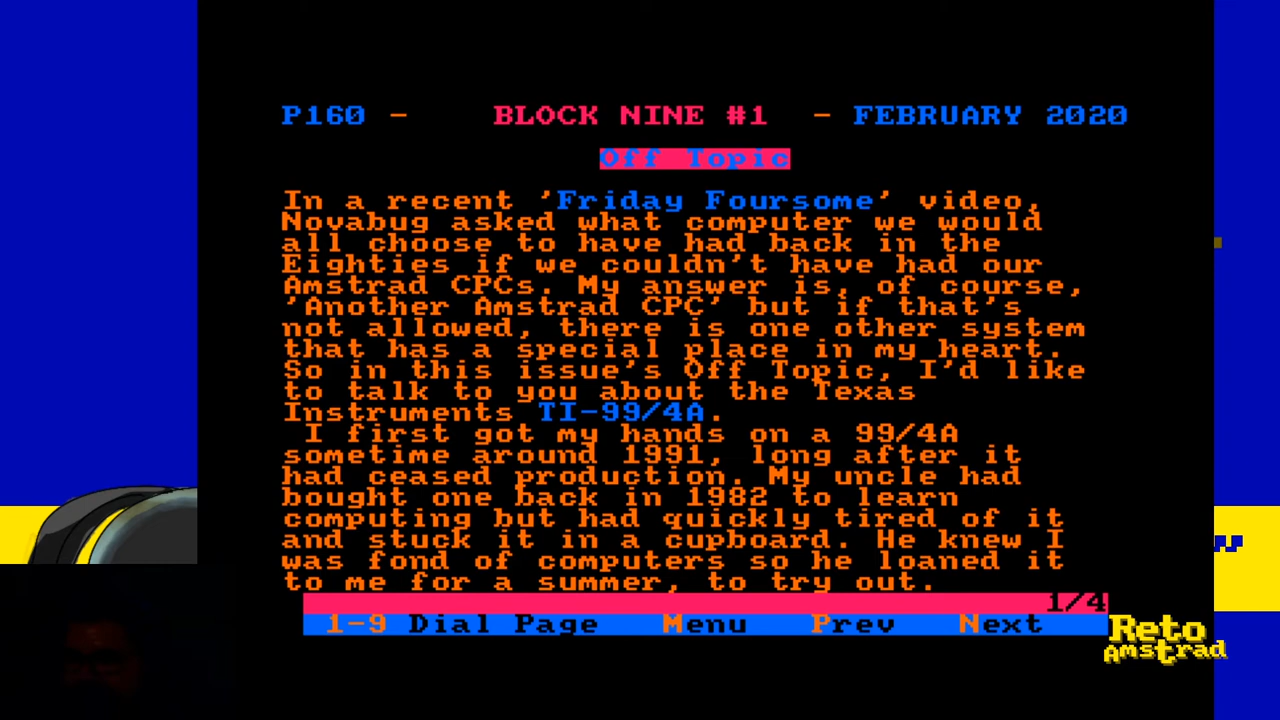 P160 - BLOCK NINE #1 - FEBRUARY 2020
Off Topic
In a recent 'Friday Foursome' video,
Novabug asked what computer we would
all choose to have had back in the
Eighties if we couldn't have had our
Amstrad CPCs. My answer is, of course,
'Another Amstrad CPC' but if that's
not allowed, there is one other system
that has a special place in my heart.
So in this issue's Off Topic, I'd like
to talk to you about the Texas
Instruments TI-99/4A.
I first got my hands on a 99/4A
sometime around 1991, long after it
had ceased production. My uncle had
bought one back in 1982 to learn
computing but had quickly tired of it
and stuck it in a cupboard. He knew I
was fond of computers so he loaned it
to me for a summer, to try out.
1/4
1-9 Dial Page Menu Prev Next
Reto
Amstrad